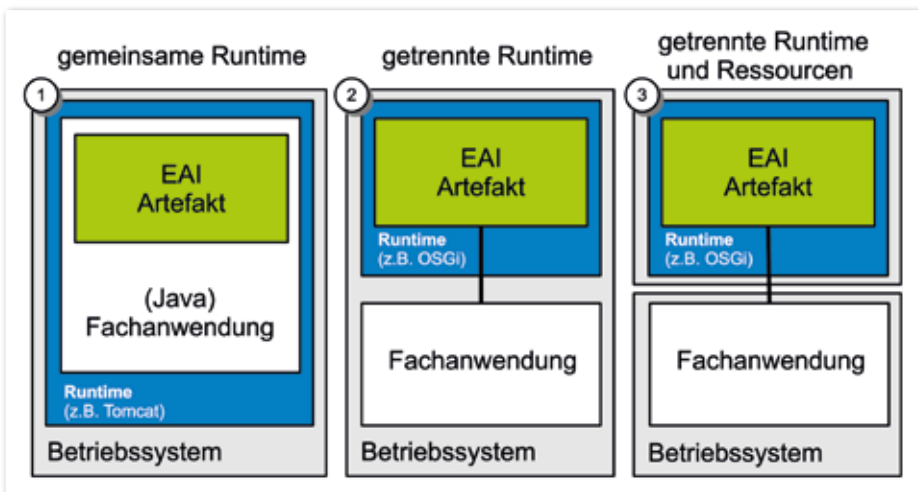 gemeinsame Runtime
1
EAI
Artefakt
(Java)
Fachanwendung
Runtime
(z.B. Tomcat)
Betriebssystem
getrennte Runtime
2
EAI
Artefakt
Runtime
(z.B. OSGi)
Fachanwendung
Betriebssystem
getrennte Runtime
und Ressourcen
3
EAI
Artefakt
Runtime
(z.B. OSGi)
Fachanwendung
Betriebssystem